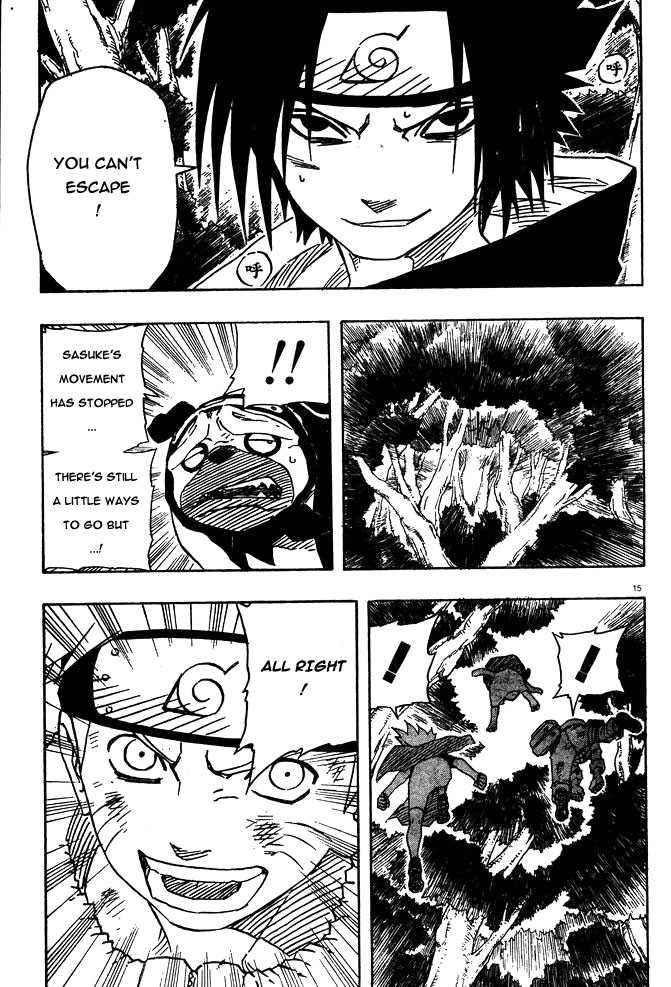 YOU CAN'T
ESCAPE
!
呼
呼
!!
SASUKE'S
MOVEMENT
HAS STOPPED
...
THERE'S STILL
A LITTLE WAYS
TO GO BUT
...!
15
!
!
ALL RIGHT
!